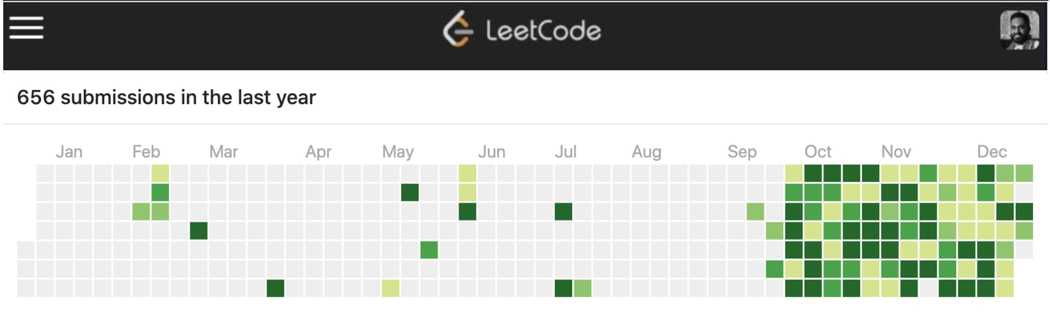 LeetCode
656 submissions in the last year
Jan Feb Mar Apr May Jun Jul Aug Sep Oct Nov Dec